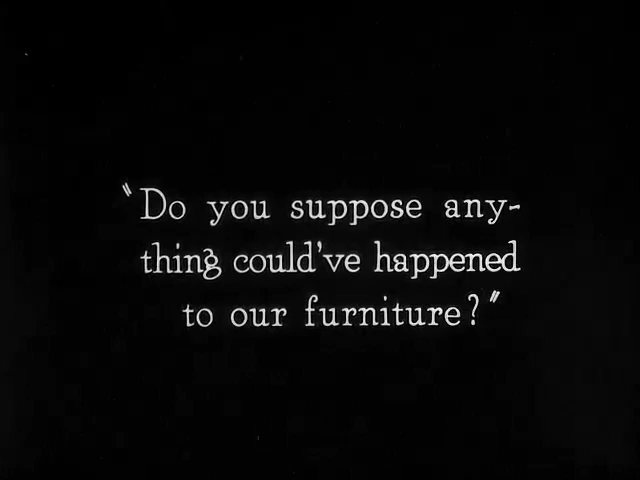 "Do you suppose any-
thing could've happened
to our furniture?"